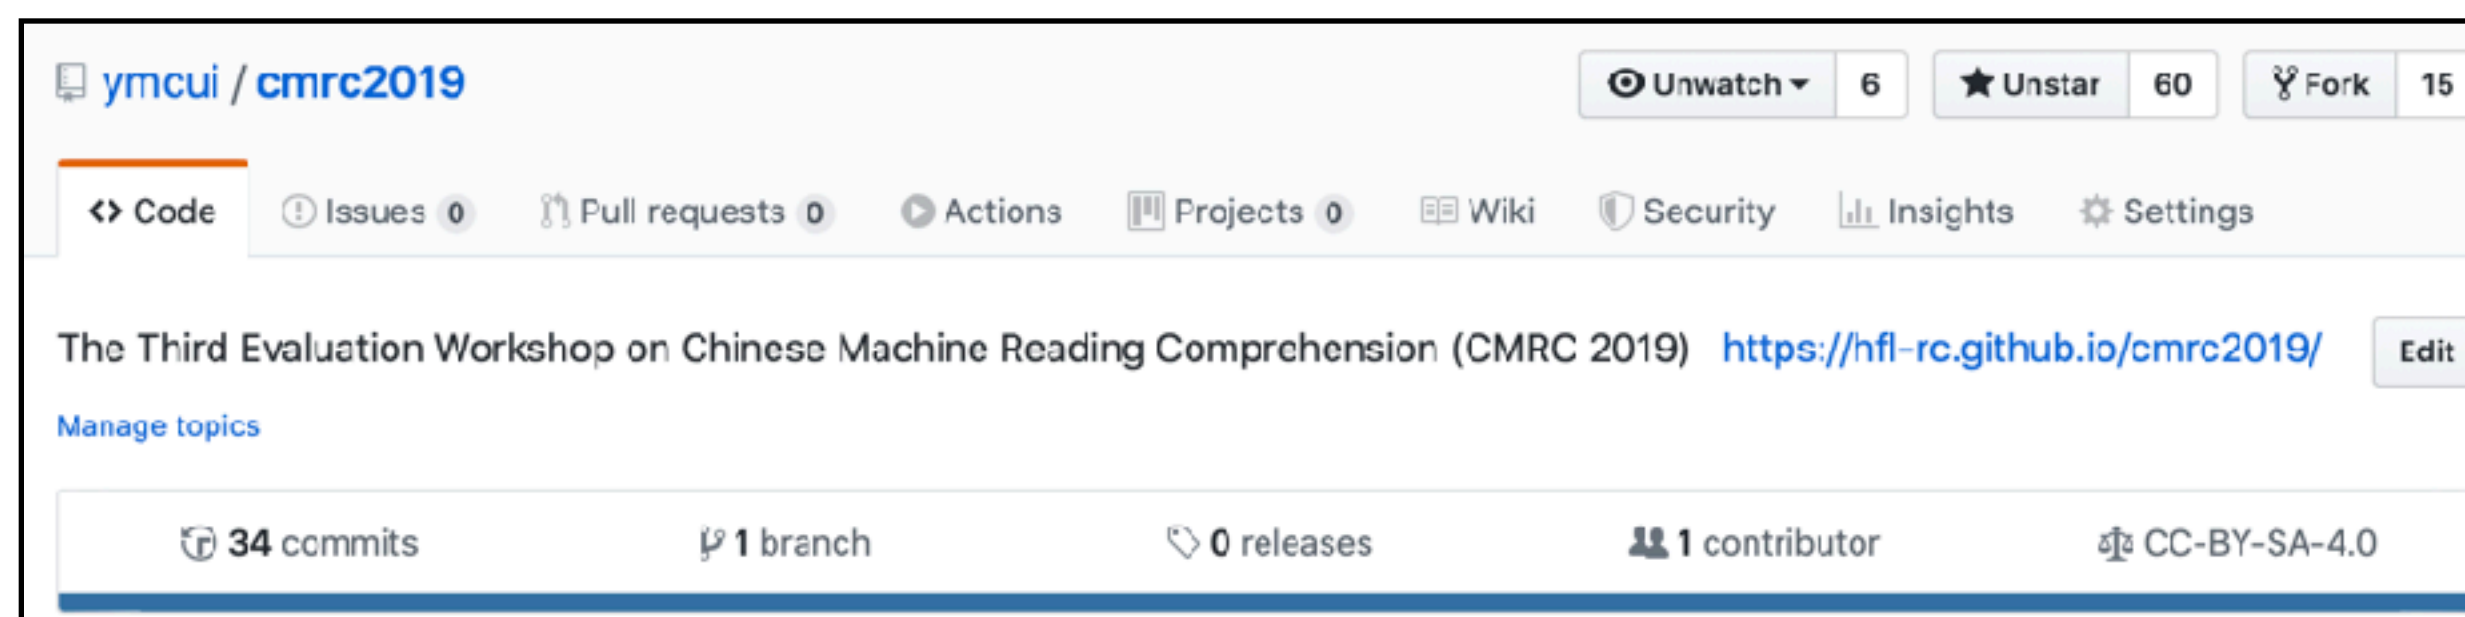 ymcui / cmrc2019 Unwatch 6 Unstar 60 Fork 15
Code Issues 0 Pull requests 0 Actions Projects 0 Wiki Security Insights Settings
The Third Evaluation Workshop on Chinese Machine Reading Comprehension (CMRC 2019) https://hfl-rc.github.io/cmrc2019/ Edit
Manage topics
34 commits 1 branch 0 releases 1 contributor CC-BY-SA-4.0